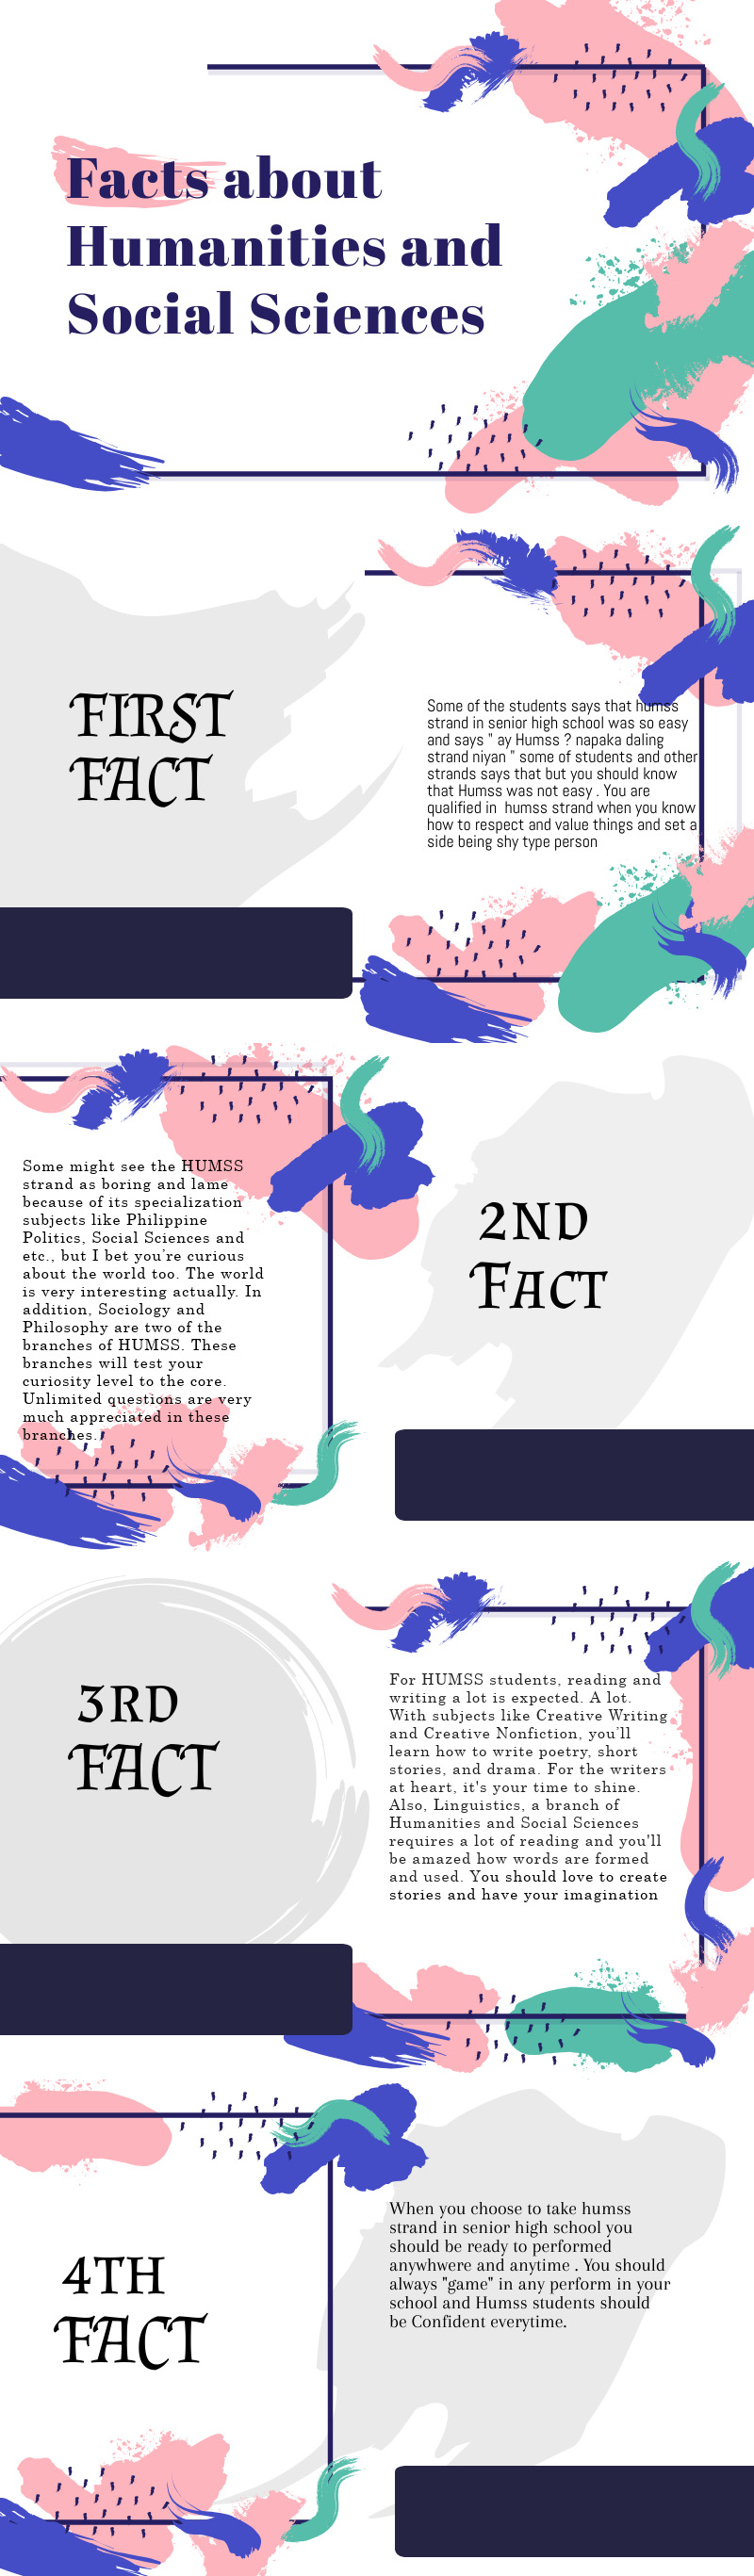 Facts about
Humanities and
Social Sciences
FIRST
FACT
Some of the students says that humss
strand in senior high school was so easy
and says " ay Humss ? napaka daling
strand niyan " some of students and other
strands says that but you should know
that Humss was not easy . You are
qualified in  humss strand when you know
how to respect and value things and set a
side being shy type person
Some might see the HUMSS
strand as boring and lame
because of its specialization
subjects like Philippine
Politics, Social Sciences and
etc., but I bet you’re curious
about the world too. The world
is very interesting actually. In
addition, Sociology and
Philosophy are two of the
branches of HUMSS. These
branches will test your
curiosity level to the core.
Unlimited questions are very
much appreciated in these
branches.
2ND
FACT
3RD
FACT
For HUMSS students, reading and
writing a lot is expected. A lot.
With subjects like Creative Writing
and Creative Nonfiction, you’ll
learn how to write poetry, short
stories, and drama. For the writers
at heart, it's your time to shine.
Also, Linguistics, a branch of
Humanities and Social Sciences
requires a lot of reading and you'll
be amazed how words are formed
and used. You should love to create
stories and have your imagination
4TH
FACT
When you choose to take humss
strand in senior high school you
should be ready to performed
anywhwere and anytime . You should
always "game" in any perform in your
school and Humss students should
be Confident everytime.